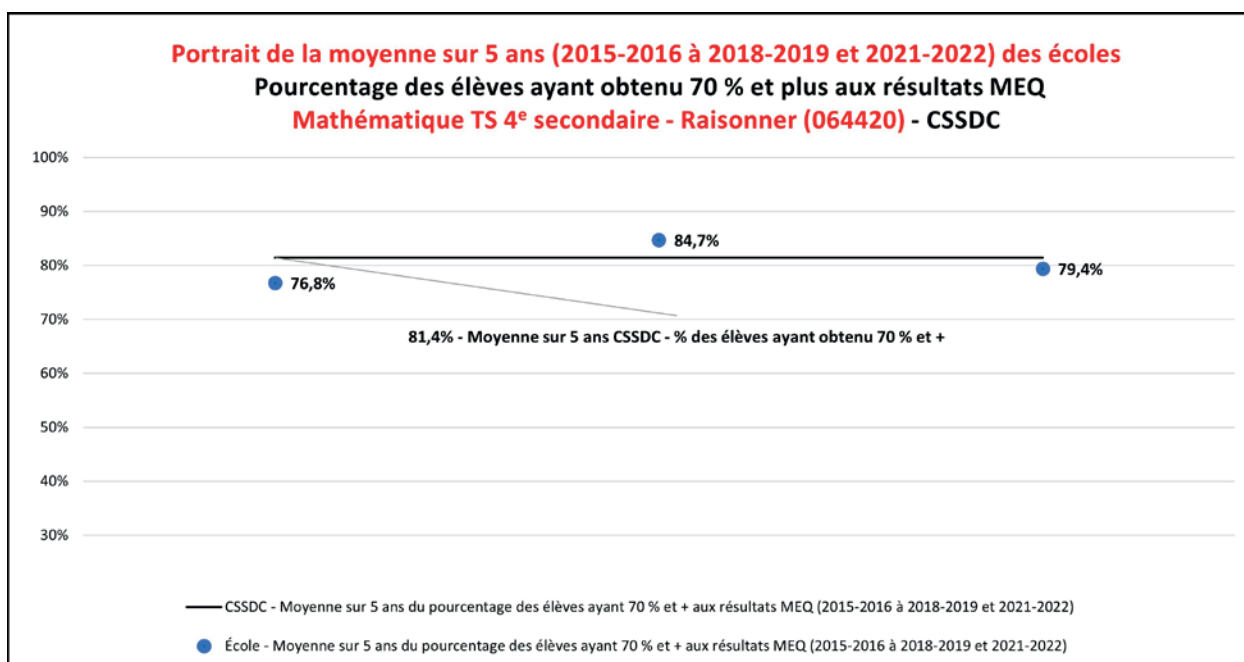 Portrait de la moyenne sur 5 ans (2015-2016 à 2018-2019 et 2021-2022) des écoles
Pourcentage des élèves ayant obtenu 70 % et plus aux résultats MEQ
Mathématique TS 4e secondaire - Raisonner (064420) - CSSDC
100%
90%
84,7%
80%
76,8%
79,4%
70%
81,4% - Moyenne sur 5 ans CSSDC - % des élèves ayant obtenu 70 % et +
60%
50%
40%
30%
CSSDC - Moyenne sur 5 ans du pourcentage des élèves ayant 70 % et + aux résultats MEQ (2015-2016 à 2018-2019 et 2021-2022)
École - Moyenne sur 5 ans du pourcentage des élèves ayant 70 % et + aux résultats MEQ (2015-2016 à 2018-2019 et 2021-2022)